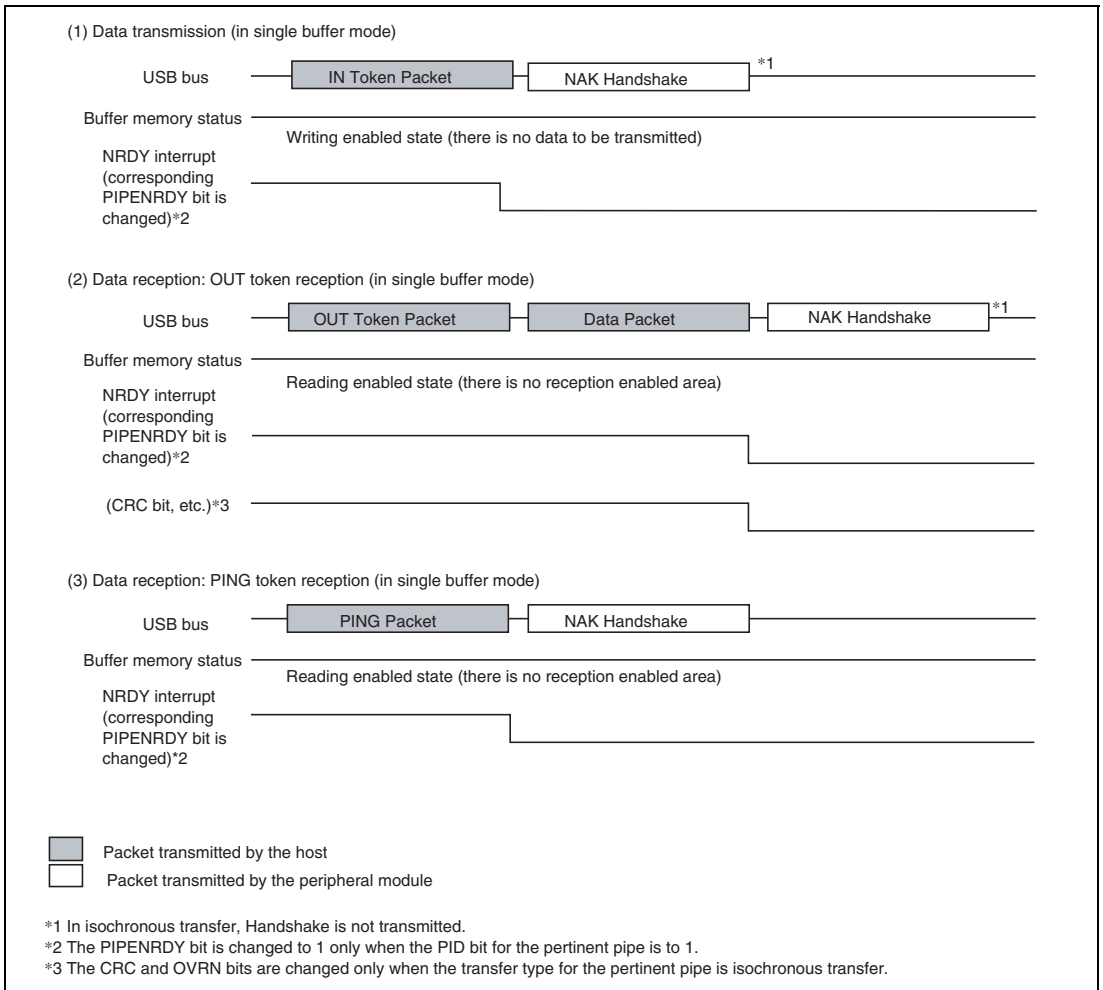 (1) Data transmission (in single buffer mode)
USB bus
IN Token Packet
NAK Handshake
*1
Buffer memory status
Writing enabled state (there is no data to be transmitted)
NRDY interrupt
(corresponding
PIPENRDY bit is
changed)*2
(2) Data reception: OUT token reception (in single buffer mode)
USB bus
OUT Token Packet
Data Packet
NAK Handshake
*1
Buffer memory status
Reading enabled state (there is no reception enabled area)
NRDY interrupt
(corresponding
PIPENRDY bit is
changed)*2
(CRC bit, etc.)*3
(3) Data reception: PING token reception (in single buffer mode)
USB bus
PING Packet
NAK Handshake
Buffer memory status
Reading enabled state (there is no reception enabled area)
NRDY interrupt
(corresponding
PIPENRDY bit is
changed)*2
Packet transmitted by the host
Packet transmitted by the peripheral module
*1 In isochronous transfer, Handshake is not transmitted.
*2 The PIPENRDY bit is changed to 1 only when the PID bit for the pertinent pipe is to 1.
*3 The CRC and OVRN bits are changed only when the transfer type for the pertinent pipe is isochronous transfer.